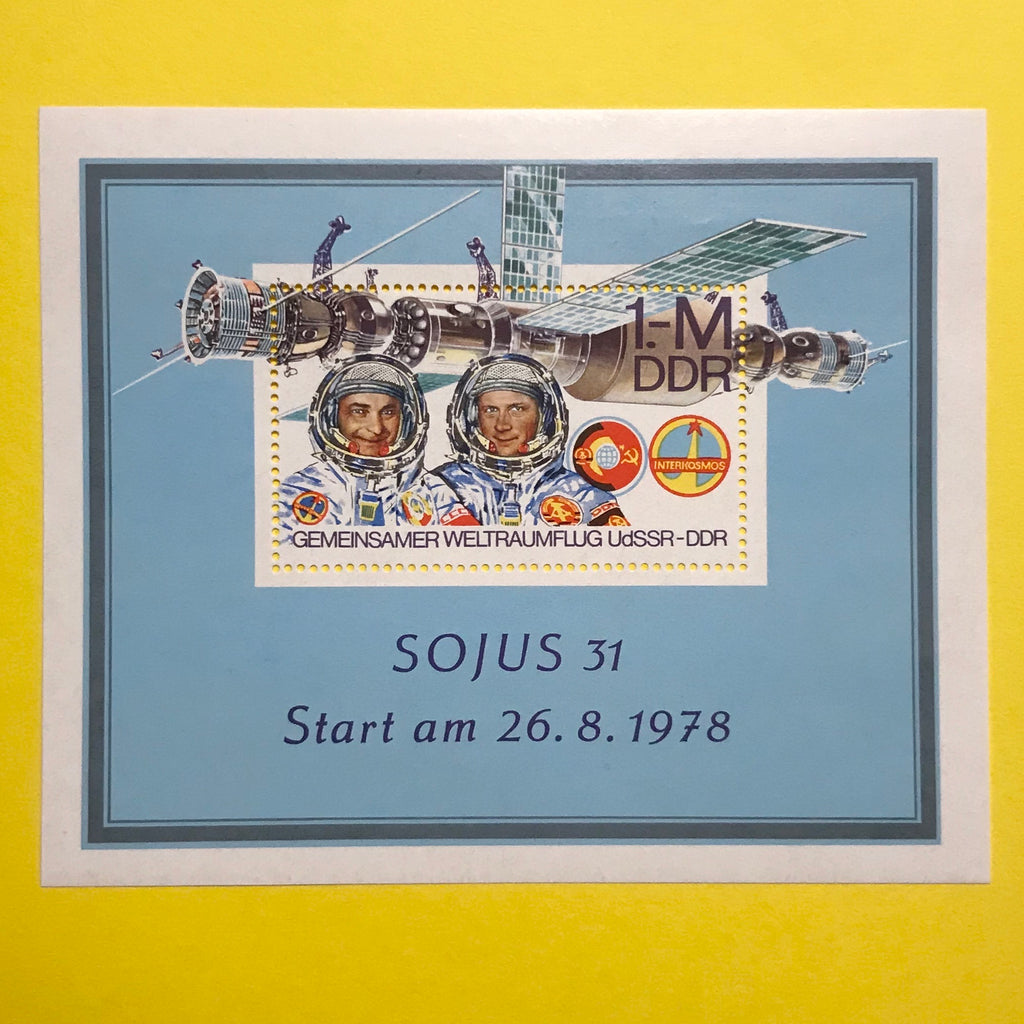 1.-M
DDR
INTERKOSMOS
GEMEINSAMER WELTRAUMFLUG UdSSR-DDR
SOJUS 31
Start am 26.8.1978